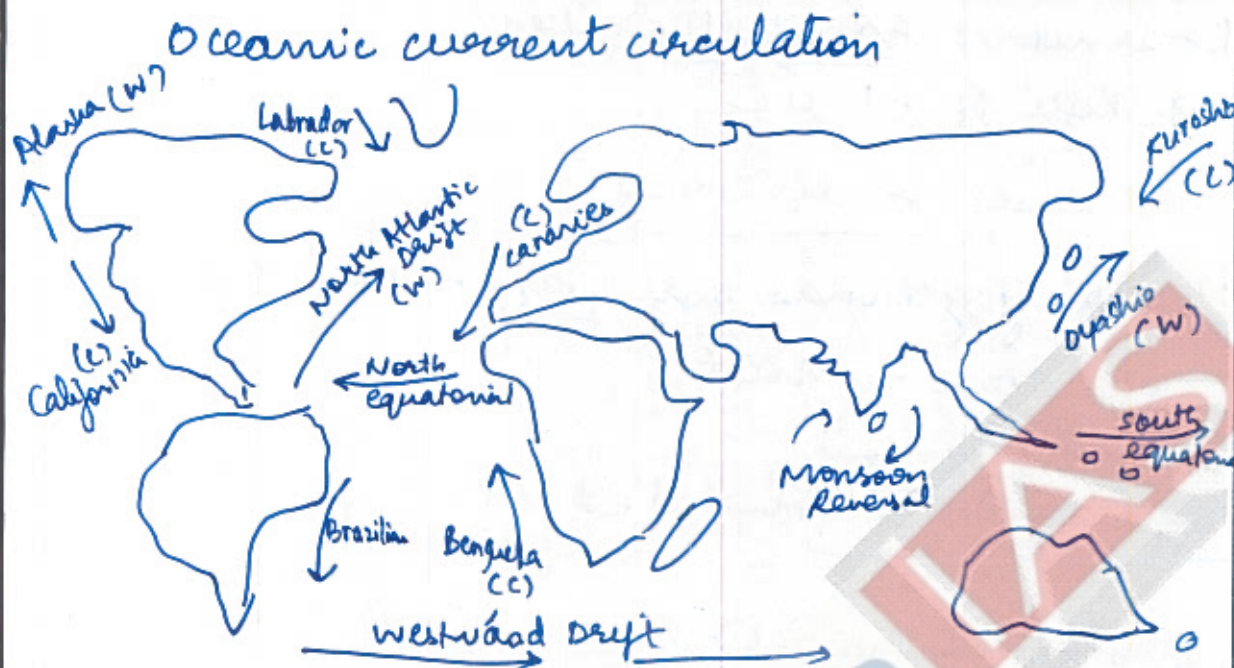 Oceanic current circulation
Alaska (W)
Labrador
(C)
Kuroshio
(C)
North Atlantic
Drift
(W)
(C)
canaries
Oyashio
(W)
(C)
California
North
equatorial
South
equatorial
Monsoon
Reversal
Brazilian
Benguela
(C)
Westward Drift
IAS